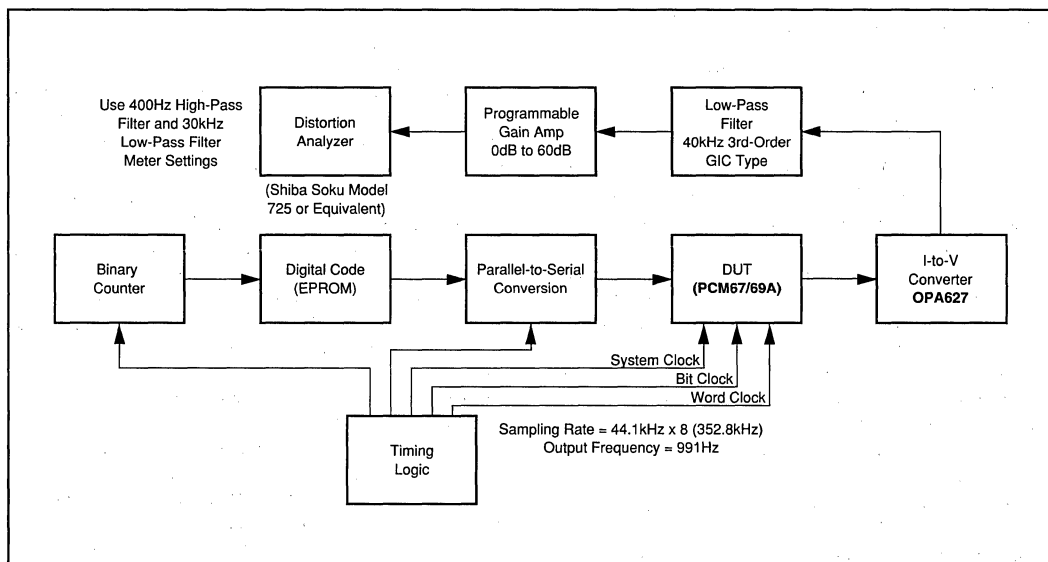 Use 400Hz High-Pass
Filter and 30kHz
Low-Pass Filter
Meter Settings
Distortion
Analyzer
(Shiba Soku Model
725 or Equivalent)
Programmable
Gain Amp
0dB to 60dB
Low-Pass
Filter
40kHz 3rd-Order
GIC Type
Binary
Counter
Digital Code
(EPROM)
Parallel-to-Serial
Conversion
DUT
(PCM67/69A)
I-to-V
Converter
OPA627
System Clock
Bit Clock
Word Clock
Timing
Logic
Sampling Rate = 44.1kHz x 8 (352.8kHz)
Output Frequency = 991Hz